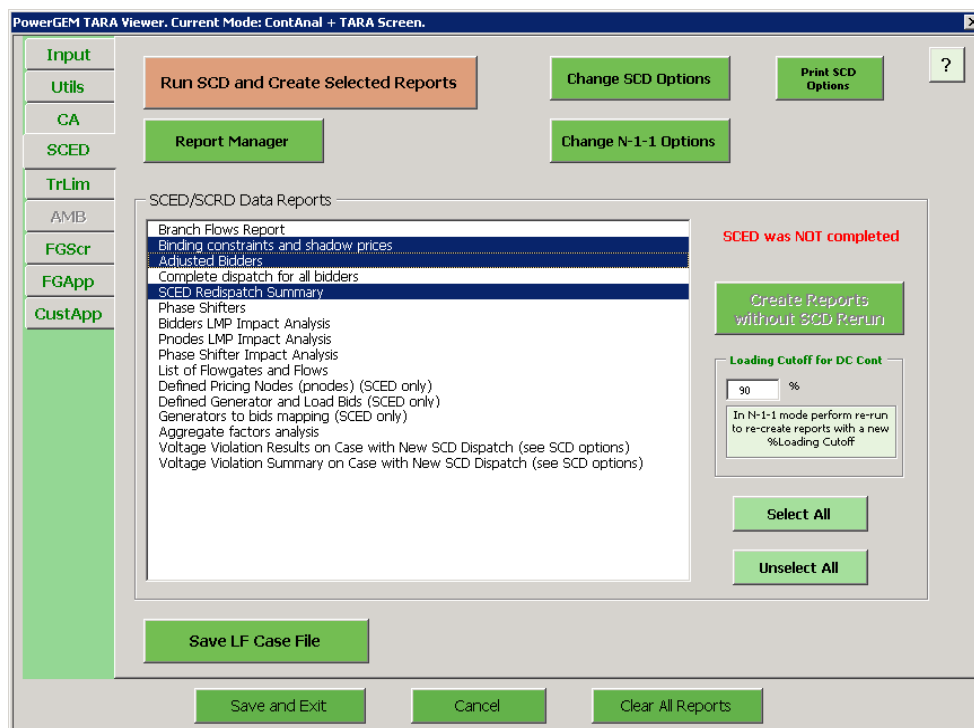 PowerGEM TARA Viewer. Current Mode: ContAnal + TARA Screen.
Input
Utils
CA
SCED
TrLim
AMB
FGScr
FGApp
CustApp
Run SCD and Create Selected Reports
Change SCD Options
Print SCD
Options
?
Report Manager
Change N-1-1 Options
SCED/SCRD Data Reports
Branch Flows Report
Binding constraints and shadow prices
Adjusted Bidders
Complete dispatch for all bidders
SCED Redispatch Summary
Phase Shifters
Bidders LMP Impact Analysis
Pnodes LMP Impact Analysis
Phase Shifter Impact Analysis
List of Flowgates and Flows
Defined Pricing Nodes (pnodes) (SCED only)
Defined Generator and Load Bids (SCED only)
Generators to bids mapping (SCED only)
Aggregate factors analysis
Voltage Violation Results on Case with New SCD Dispatch (see SCD options)
Voltage Violation Summary on Case with New SCD Dispatch (see SCD options)
SCED was NOT completed
Create Reports
without SCD Rerun
Loading Cutoff for DC Cont
90 %
In N-1-1 mode perform re-run
to re-create reports with a new
%Loading Cutoff
Select All
Unselect All
Save LF Case File
Save and Exit
Cancel
Clear All Reports